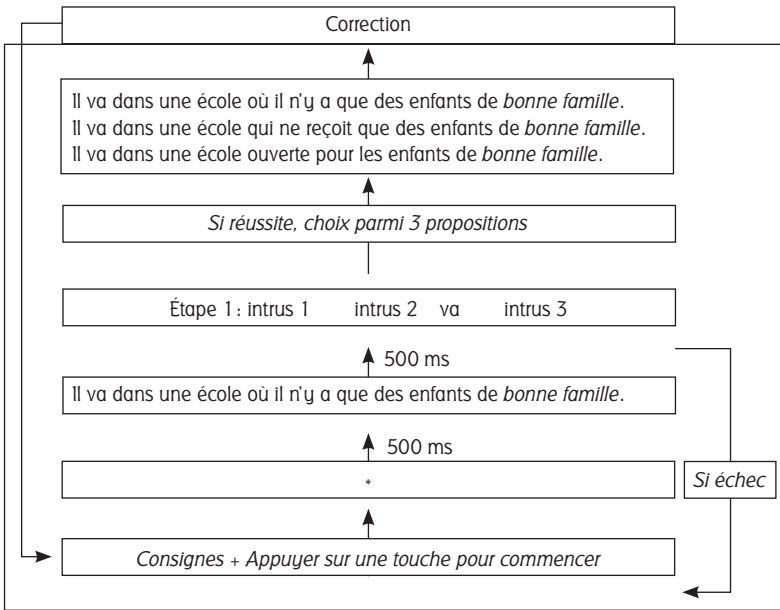 Correction
Il va dans une école où il n'y a que des enfants de bonne famille.
Il va dans une école qui ne reçoit que des enfants de bonne famille.
Il va dans une école ouverte pour les enfants de bonne famille.
Si réussite, choix parmi 3 propositions
Étape 1 : intrus 1 intrus 2 va intrus 3
500 ms
Il va dans une école où il n'y a que des enfants de bonne famille.
500 ms
*
Si échec
Consignes + Appuyer sur une touche pour commencer